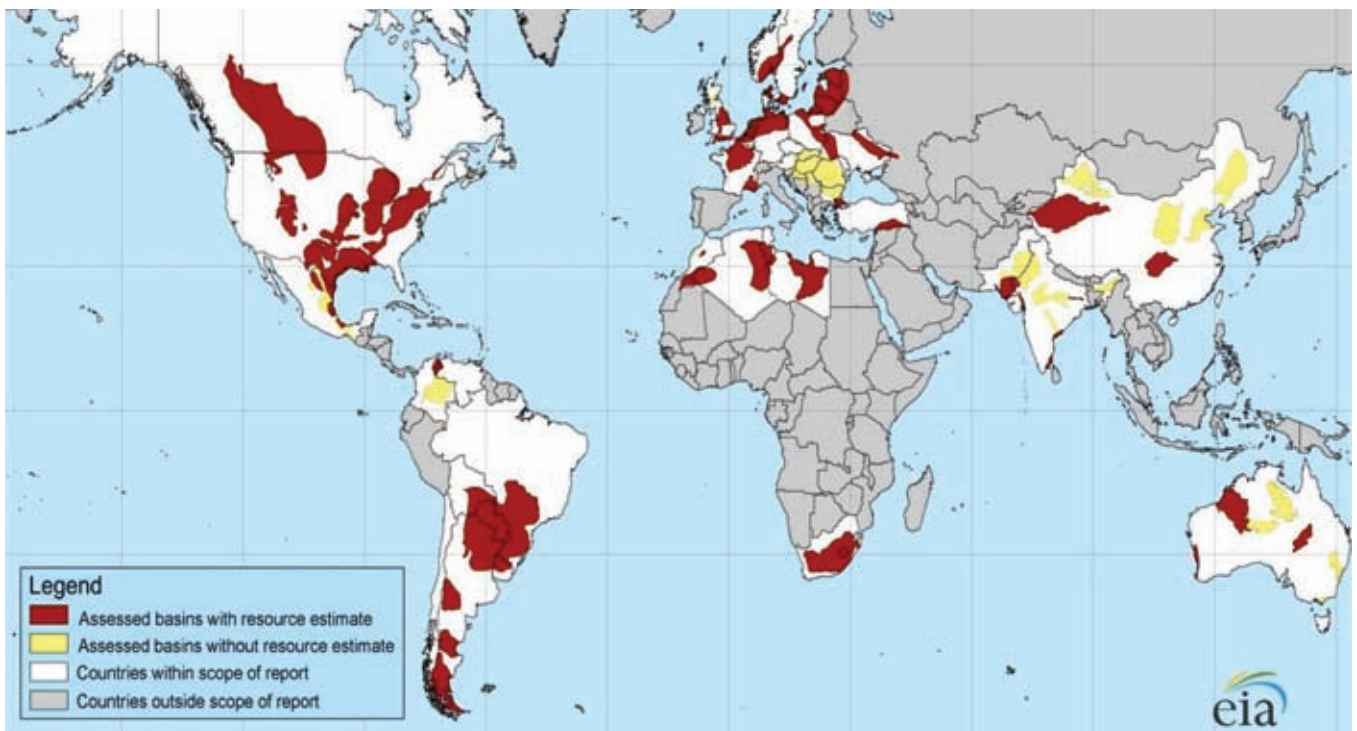 Legend
Assessed basins with resource estimate
Assessed basins without resource estimate
Countries within scope of report
Countries outside scope of report
eia